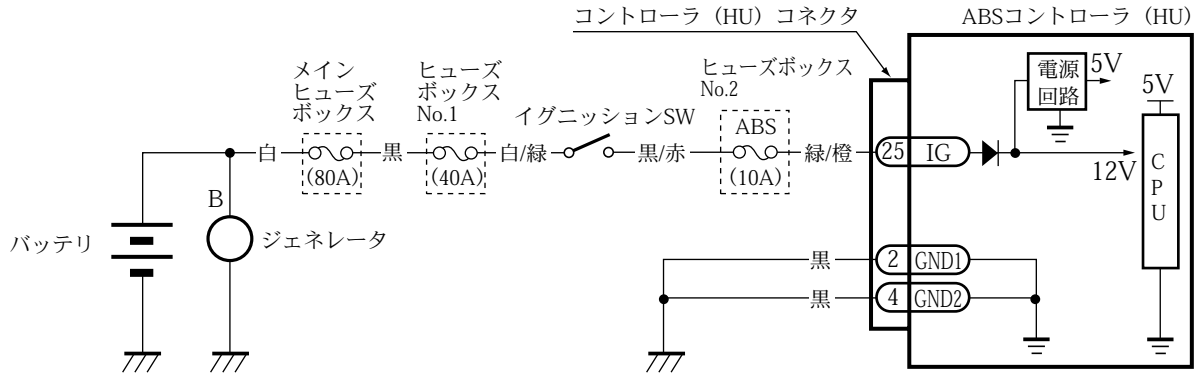 コントローラ（HU）コネクタ
ABSコントローラ（HU）
メイン
ヒューズ
ボックス
ヒューズ
ボックス
No.1
イグニッションSW
ヒューズボックス
No.2
ABS
電源
回路
5V
5V
白
(80A)
黒
(40A)
白/緑
黒/赤
(10A)
緑/橙
25
IG
12V
CPU
B
バッテリ
ジェネレータ
黒
2
GND1
黒
4
GND2